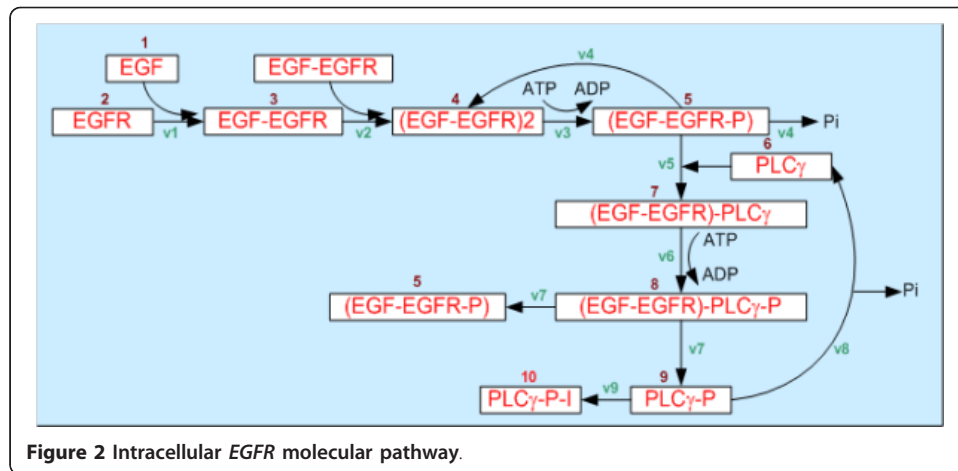 1
EGF
EGF-EGFR
v4
ATP
ADP
2
3
4
5
EGFR
v1
EGF-EGFR
v2
(EGF-EGFR)2
v3
(EGF-EGFR-P)
v4
Pi
6
v5
PLCγ
7
(EGF-EGFR)-PLCγ
ATP
v6
ADP
5
8
(EGF-EGFR-P)
v7
(EGF-EGFR)-PLCγ-P
Pi
v7
v8
10
9
PLCγ-P-I
v9
PLCγ-P
Figure 2 Intracellular EGFR molecular pathway.